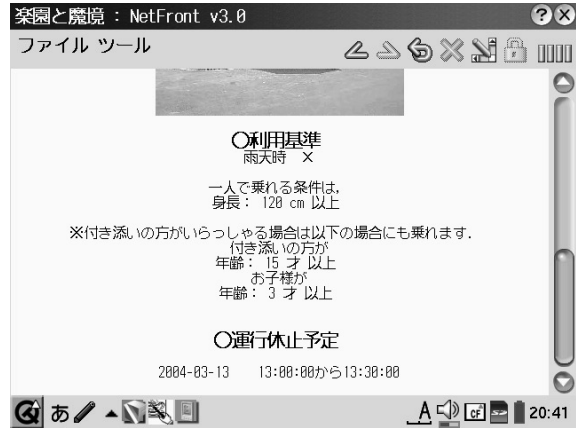 楽園と魔境 : NetFront v3.0
ファイル ツール
○利用基準
雨天時 ×
一人で乗れる条件は,
身長: 120 cm 以上
※付き添いの方がいらっしゃる場合は以下の場合にも乗れます.
付き添いの方が
年齢: 15 才 以上
お子様が
年齢: 3 才 以上
○運行休止予定
2004-03-13 13:00:00から13:30:00
あ
A
CF
20:41